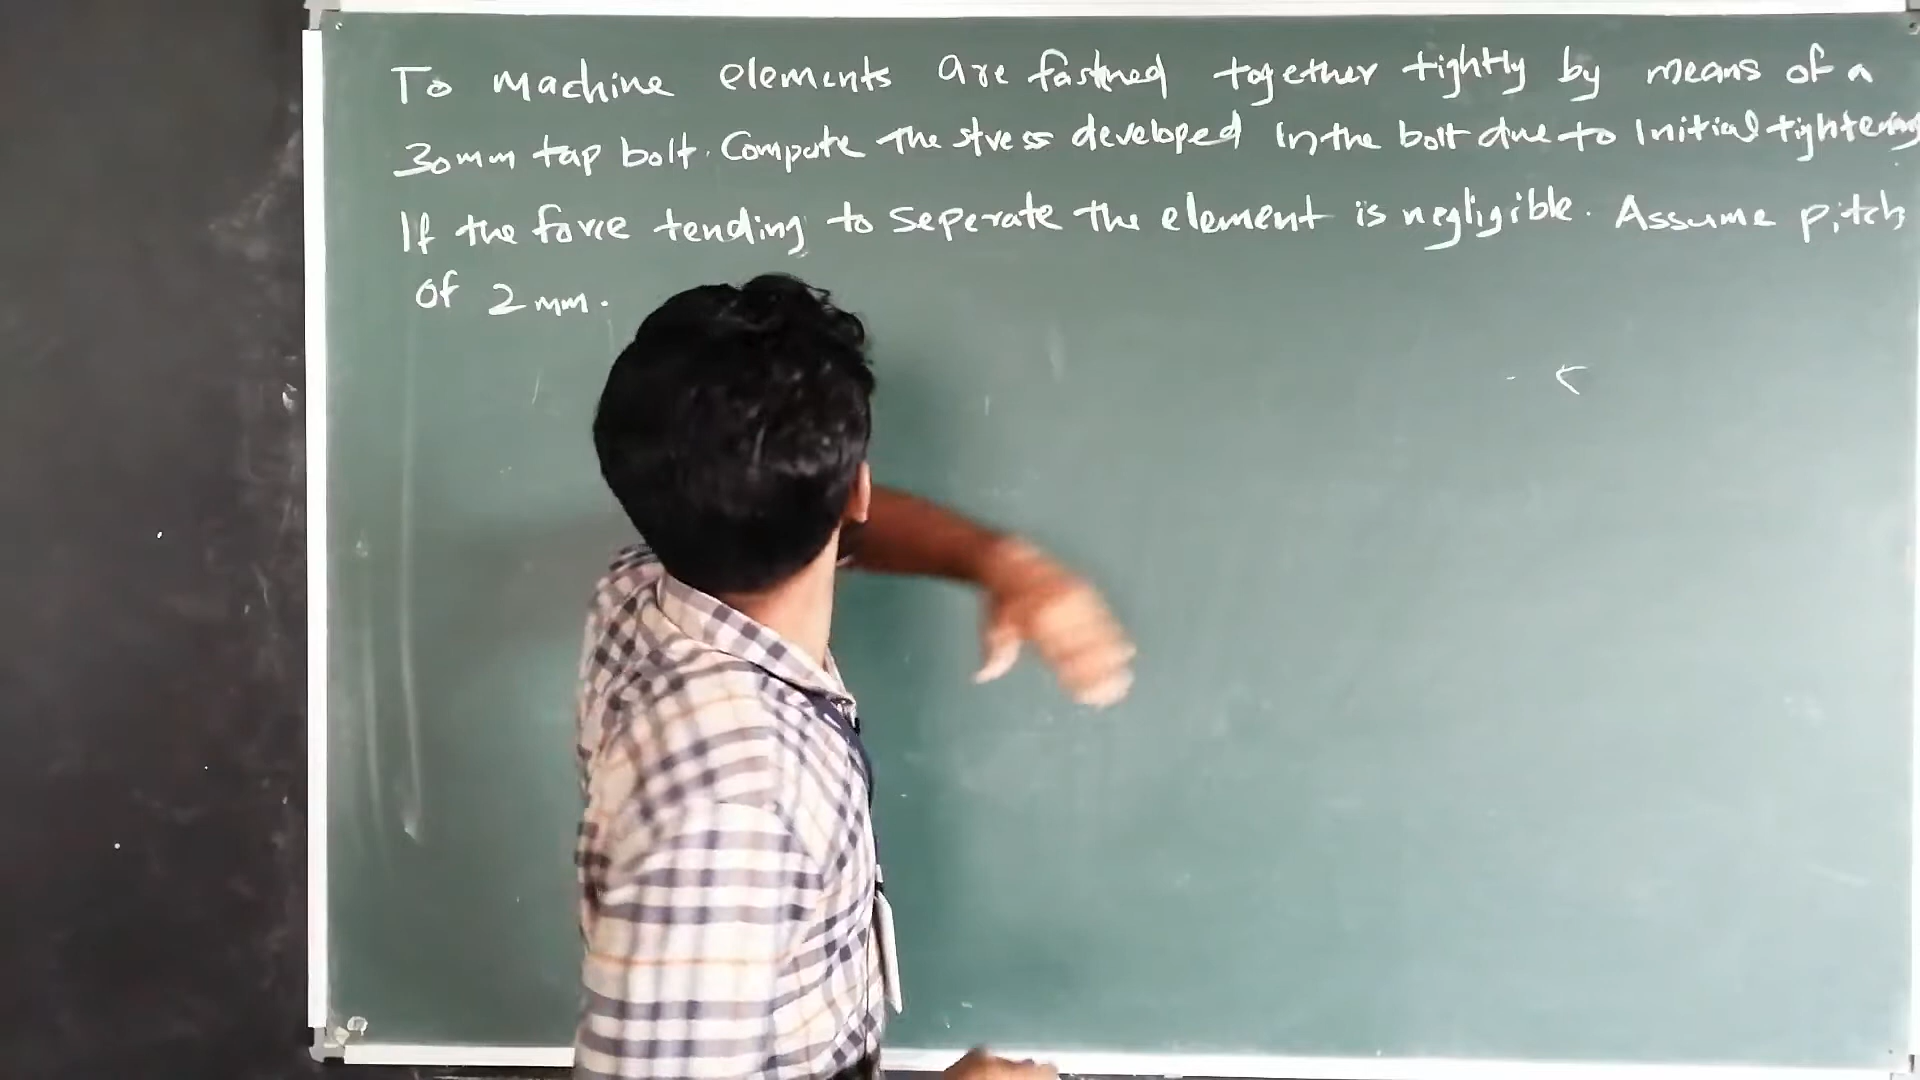 To machine elements are fastned together tightly by means of a
30mm tap bolt. Compute the stress developed in the bolt due to Initial tightening
If the force tending to seperate the element is negligible. Assume pitch
of 2mm.